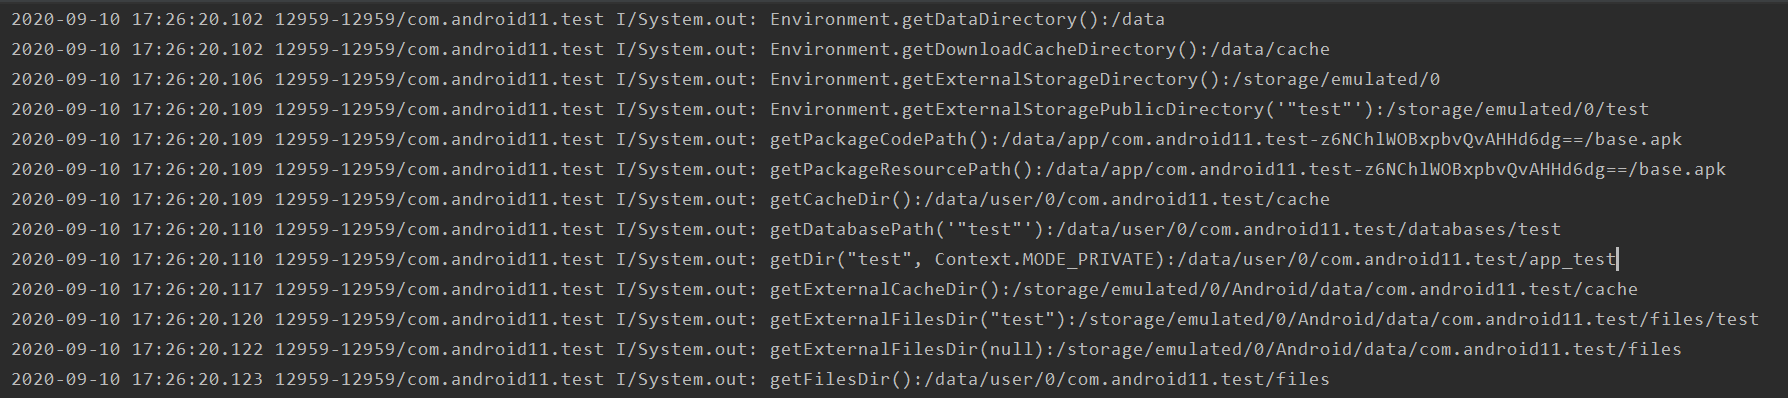 2020-09-10 17:26:20.102 12959-12959/com.android11.test I/System.out: Environment.getDataDirectory():/data
2020-09-10 17:26:20.102 12959-12959/com.android11.test I/System.out: Environment.getDownloadCacheDirectory():/data/cache
2020-09-10 17:26:20.106 12959-12959/com.android11.test I/System.out: Environment.getExternalStorageDirectory():/storage/emulated/0
2020-09-10 17:26:20.109 12959-12959/com.android11.test I/System.out: Environment.getExternalStoragePublicDirectory('"test"'):/storage/emulated/0/test
2020-09-10 17:26:20.109 12959-12959/com.android11.test I/System.out: getPackageCodePath():/data/app/com.android11.test-z6NChlWOBxpbvQvAHHd6dg==/base.apk
2020-09-10 17:26:20.109 12959-12959/com.android11.test I/System.out: getPackageResourcePath():/data/app/com.android11.test-z6NChlWOBxpbvQvAHHd6dg==/base.apk
2020-09-10 17:26:20.109 12959-12959/com.android11.test I/System.out: getCacheDir():/data/user/0/com.android11.test/cache
2020-09-10 17:26:20.110 12959-12959/com.android11.test I/System.out: getDatabasePath('"test"'):/data/user/0/com.android11.test/databases/test
2020-09-10 17:26:20.110 12959-12959/com.android11.test I/System.out: getDir("test", Context.MODE_PRIVATE):/data/user/0/com.android11.test/app_test
2020-09-10 17:26:20.117 12959-12959/com.android11.test I/System.out: getExternalCacheDir():/storage/emulated/0/Android/data/com.android11.test/cache
2020-09-10 17:26:20.120 12959-12959/com.android11.test I/System.out: getExternalFilesDir("test"):/storage/emulated/0/Android/data/com.android11.test/files/test
2020-09-10 17:26:20.122 12959-12959/com.android11.test I/System.out: getExternalFilesDir(null):/storage/emulated/0/Android/data/com.android11.test/files
2020-09-10 17:26:20.123 12959-12959/com.android11.test I/System.out: getFilesDir():/data/user/0/com.android11.test/files